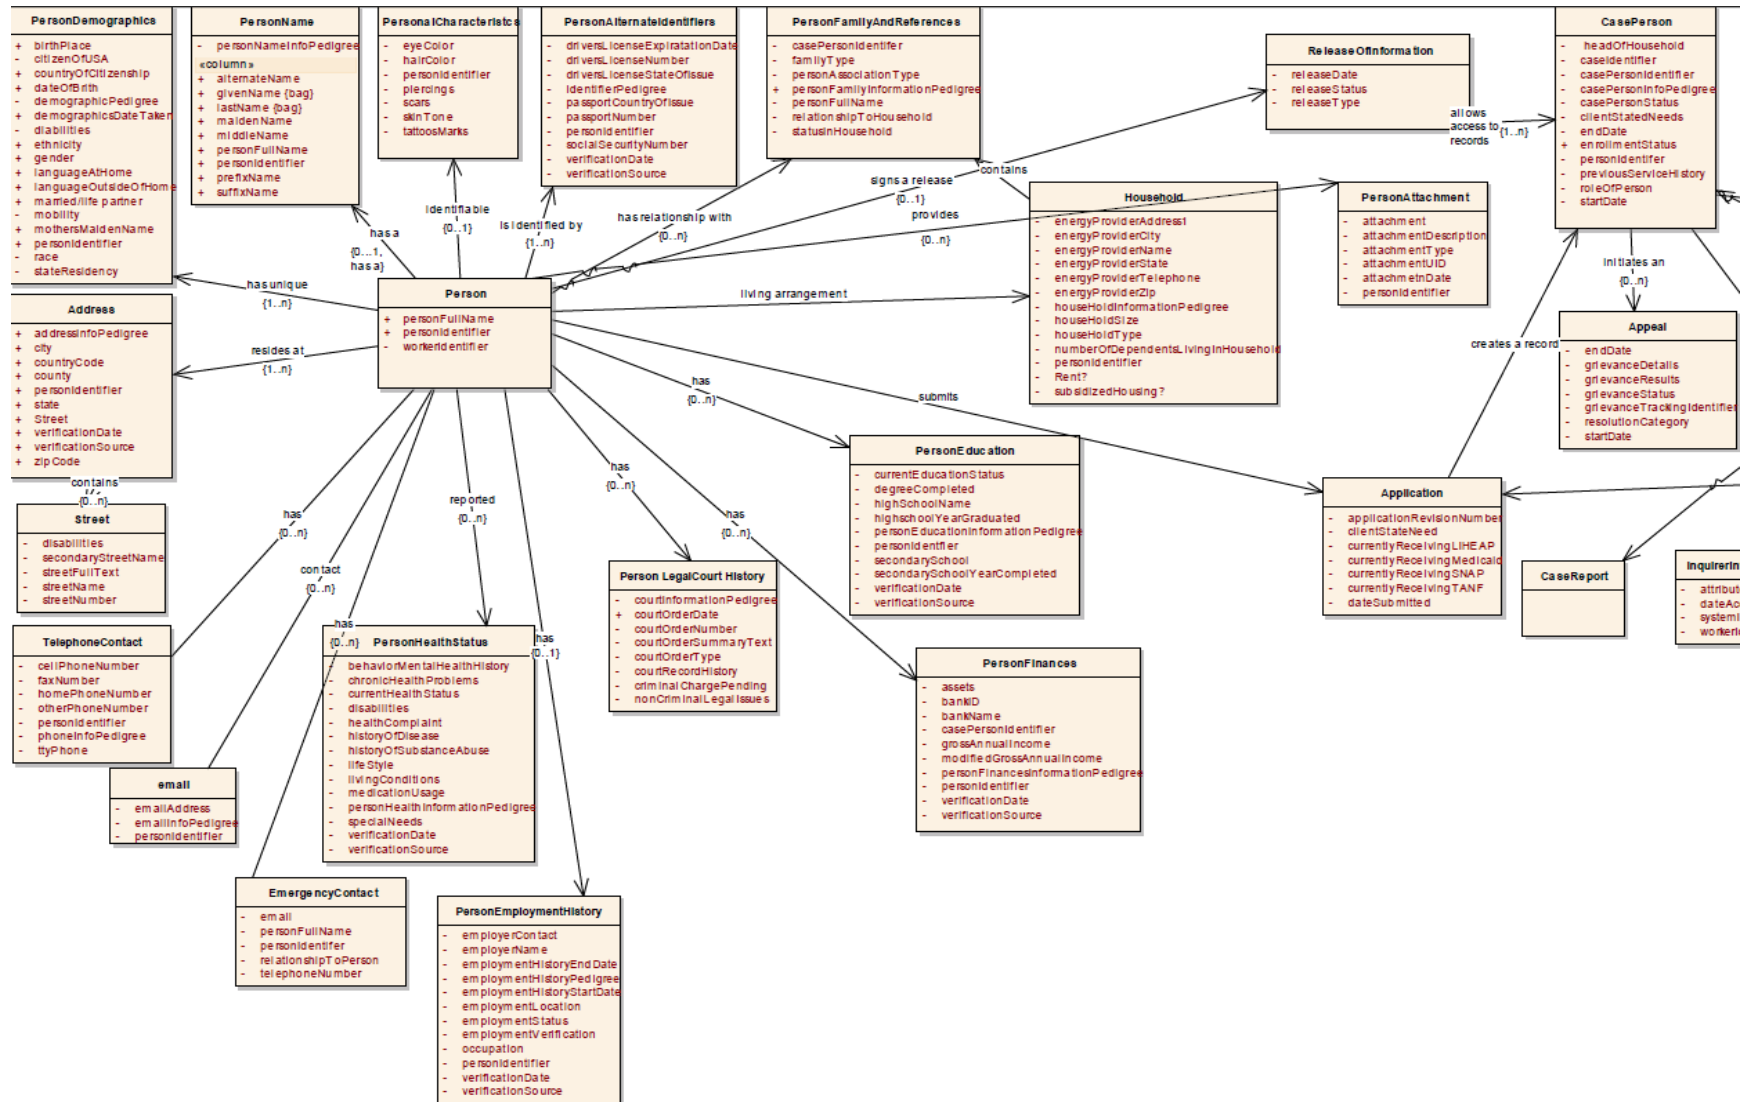 PersonDemographics
+ birthPlace
- citizenOfUSA
+ countryOfCitizenship
+ dateOfBrith
- demographicPedigree
+ demographicsDateTaken
- diabilities
+ ethnicity
+ gender
+ languageAtHome
+ languageOutsideOfHome
+ married/life partner
- mobility
+ mothersMaidenName
+ personIdentifier
- race
- stateResidency
PersonName
- personNameInfoPedigree
«column»
+ alternateName
+ givenName {bag}
+ lastName {bag}
+ maidenName
+ middleName
+ personFullName
+ personIdentifier
+ prefixName
+ suffixName
PersonalCharacteristcs
- eyeColor
- hairColor
- personIdentifier
- piercings
- scars
- skinTone
- tattoosMarks
PersonAlternateIdentifiers
- driversLicenseExpiratationDate
- driversLicenseNumber
- driversLicenseStateOfIssue
- identifierPedigree
- passportCountryOfIssue
- passportNumber
- personIdentifier
- socialSecurityNumber
- verificationDate
- verificationSource
PersonFamilyAndReferences
- casePersonIdentifer
- familyType
- personAssociationType
+ personFamilyInformationPedigree
- personFullName
- relationshipToHousehold
- statusInHousehold
ReleaseOfInformation
- releaseDate
- releaseStatus
- releaseType
allows
access to
records
{1..n}
CasePerson
- headOfHousehold
- caseIdentifier
- casePersonIdentifier
- casePersonInfoPedigree
- casePersonStatus
- clientStatedNeeds
- endDate
+ enrollmentStatus
- personIdentifer
- previousServiceHistory
- roleOfPerson
- startDate
has a
{0...1,
has a}
identifiable
{0..1}
is identified by
{1..n}
has relationship with
{0..n}
signs a release
{0..1}
contains
provides
{0..n}
Household
- energyProviderAddress1
- energyProviderCity
- energyProviderName
- energyProviderState
- energyProviderTelephone
- energyProviderZip
- houseHoldInformationPedigree
- houseHoldSize
- houseHoldType
- numberOfDependentsLivingInHousehold
- personIdentifier
- Rent?
- subsidizedHousing?
PersonAttachment
- attachment
- attachmentDescription
- attachmentType
- attachmentUID
- attachmetnDate
- personIdentifier
initiates an
{0..n}
has unique
{1..n}
Person
+ personFullName
+ personIdentifier
- workerIdentifier
living arrangement
Address
+ addressInfoPedigree
+ city
+ countryCode
+ county
+ personIdentifier
+ state
+ Street
+ verificationDate
+ verificationSource
+ zipCode
resides at
{1..n}
creates a record
Appeal
- endDate
- grievanceDetails
- grievanceResults
- grievanceStatus
- grievanceTrackingIdentifier
- resolutionCategory
- startDate
has
{0..n}
submits
PersonEducation
- currentEducationStatus
- degreeCompleted
- highSchoolName
- highschoolYearGraduated
- personEducationInformationPedigree
- personIdentfier
- secondarySchool
- secondarySchoolYearCompleted
- verificationDate
- verificationSource
Application
- applicationRevisionNumber
- clientStateNeed
- currentlyReceivingLIHEAP
- currentlyReceivingMedicaid
- currentlyReceivingSNAP
- currentlyReceivingTANF
- dateSubmitted
contains
{0..n}
Street
- disabilities
- secondaryStreetName
- streetFullText
- streetName
- streetNumber
has
{0..n}
reported
{0..n}
has
{0..n}
has
{0..n}
contact
{0..n}
Person LegalCourt History
- courtInformationPedigree
+ courtOrderDate
- courtOrderNumber
- courtOrderSummaryText
- courtOrderType
- courtRecordHistory
- criminalChargePending
- nonCriminalLegalIssues
CaseReport
InquirerIn
- attribut
- dateAc
- systemI
- workerId
TelephoneContact
- cellPhoneNumber
- faxNumber
- homePhoneNumber
- otherPhoneNumber
- personIdentifier
- phoneInfoPedigree
- ttyPhone
has
{0..n}
PersonHealthStatus
- behaviorMentalHealthHistory
- chronicHealthProblems
- currentHealthStatus
- disabilities
- healthComplaint
- historyOfDisease
- historyOfSubstanceAbuse
- lifeStyle
- livingConditions
- medicationUsage
- personHealthInformationPedigree
- specialNeeds
- verificationDate
- verificationSource
has
{0..1}
PersonFinances
- assets
- bankID
- bankName
- casePersonIdentifier
- grossAnnualIncome
- modifiedGrossAnnualIncome
- personFinancesInformationPedigree
- personIdentifier
- verificationDate
- verificationSource
email
- emailAddress
- emailInfoPedigree
- personIdentifier
EmergencyContact
- email
- personFullName
- personIdentifer
- relationshipToPerson
- telephoneNumber
PersonEmploymentHistory
- employerContact
- employerName
- employmentHistoryEndDate
- employmentHistoryPedigree
- employmentHistoryStartDate
- employmentLocation
- employmentStatus
- employmentVerification
- occupation
- personIdentifier
- verificationDate
- verificationSource